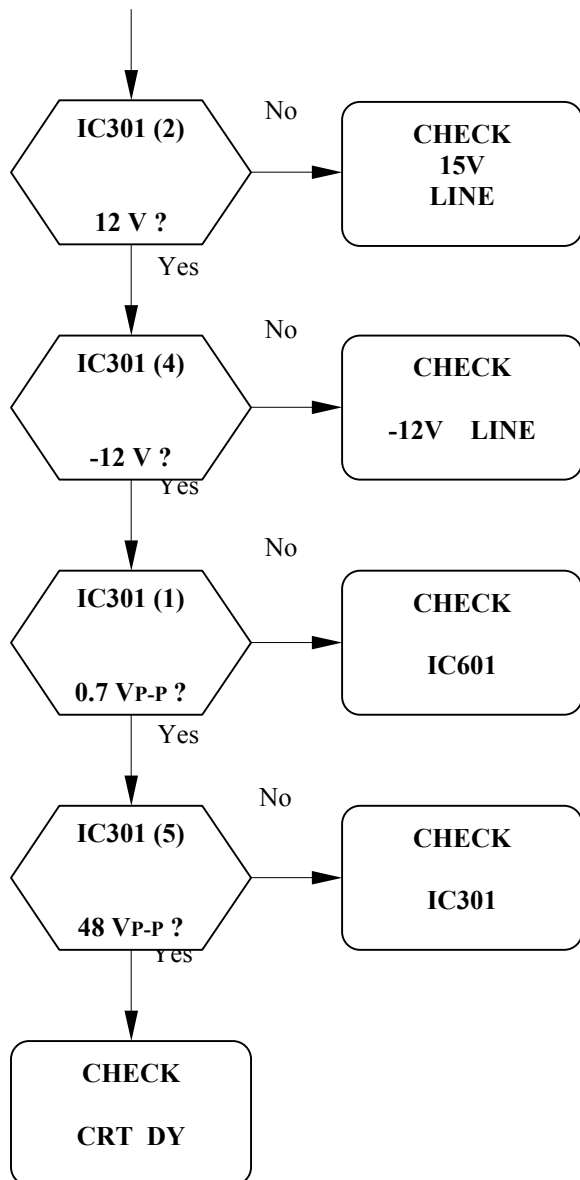 IC301 (2)
12 V ?
No
CHECK
15V
LINE
Yes
IC301 (4)
-12 V ?
No
CHECK
-12V LINE
Yes
IC301 (1)
0.7 VP-P ?
No
CHECK
IC601
Yes
IC301 (5)
48 VP-P ?
No
CHECK
IC301
Yes
CHECK
CRT DY